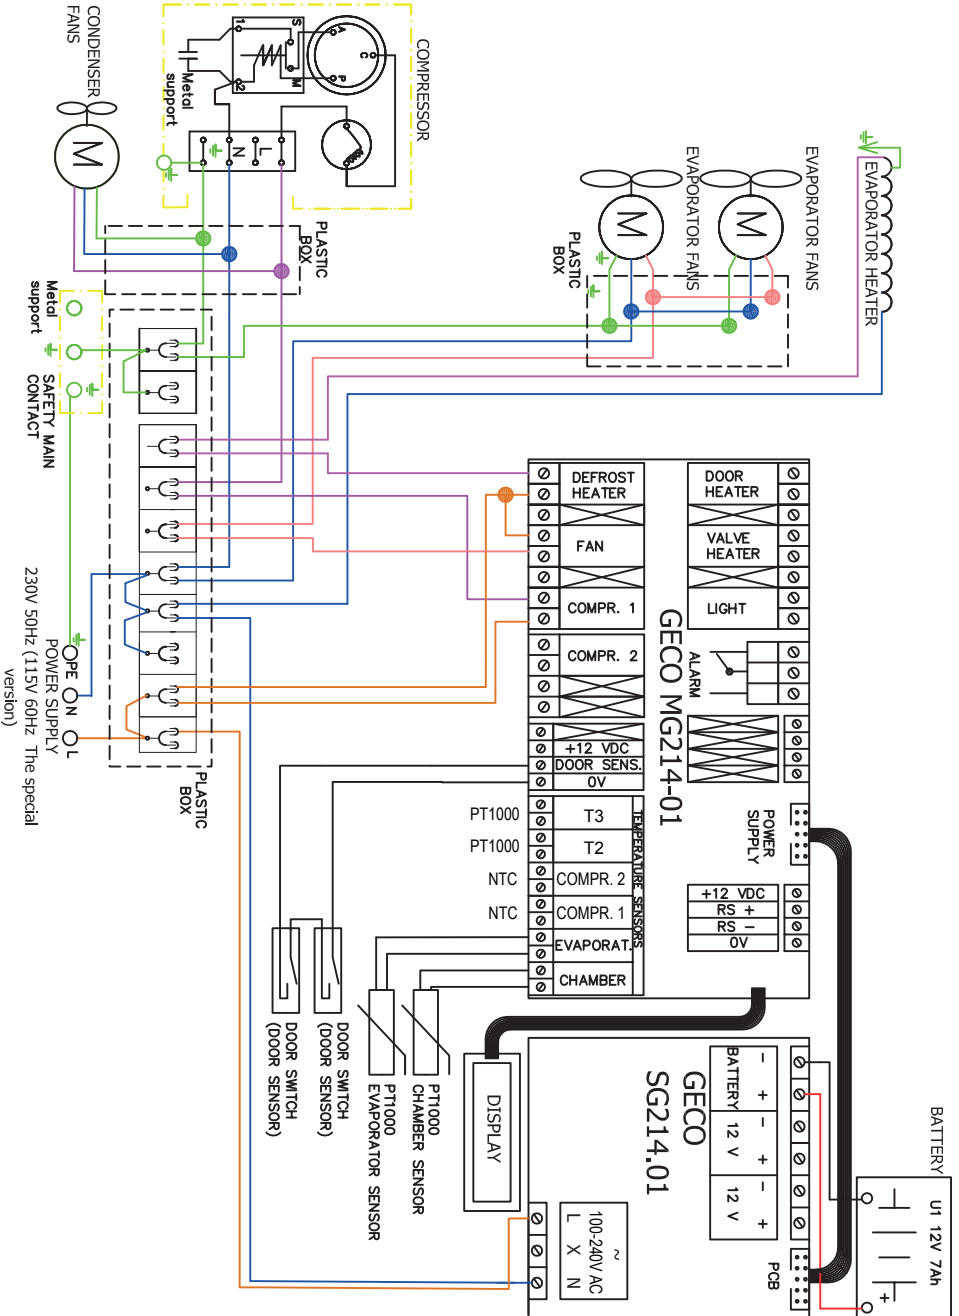 CONDENSER
FANS
COMPRESSOR
S
1
M
2
A
C
P
Metal
support
L
N
M
PLASTIC
BOX
EVAPORATOR FANS
EVAPORATOR FANS
M
M
EVAPORATOR HEATER
PLASTIC
BOX
Metal
support
SAFETY MAIN
CONTACT
PE
N
L
POWER SUPPLY
230V 50Hz (115V 60Hz The special
version)
PLASTIC
BOX
DEFROST
HEATER
FAN
COMPR. 1
COMPR. 2
+12 VDC
DOOR SENS.
0V
DOOR
HEATER
VALVE
HEATER
LIGHT
ALARM
GECO MG214-01
POWER
SUPPLY
+12 VDC
RS +
RS -
0V
TEMPERATURE SENSORS
PT1000
T3
PT1000
T2
NTC
COMPR. 2
NTC
COMPR. 1
EVAPORAT.
CHAMBER
DOOR SWITCH
(DOOR SENSOR)
DOOR SWITCH
(DOOR SENSOR)
PT1000
EVAPORATOR SENSOR
PT1000
CHAMBER SENSOR
DISPLAY
GECO
SG214.01
BATTERY
- +
12 V
- +
12 V
- +
100-240V AC
~
L X N
PCB
BATTERY
U1 12V 7Ah
+